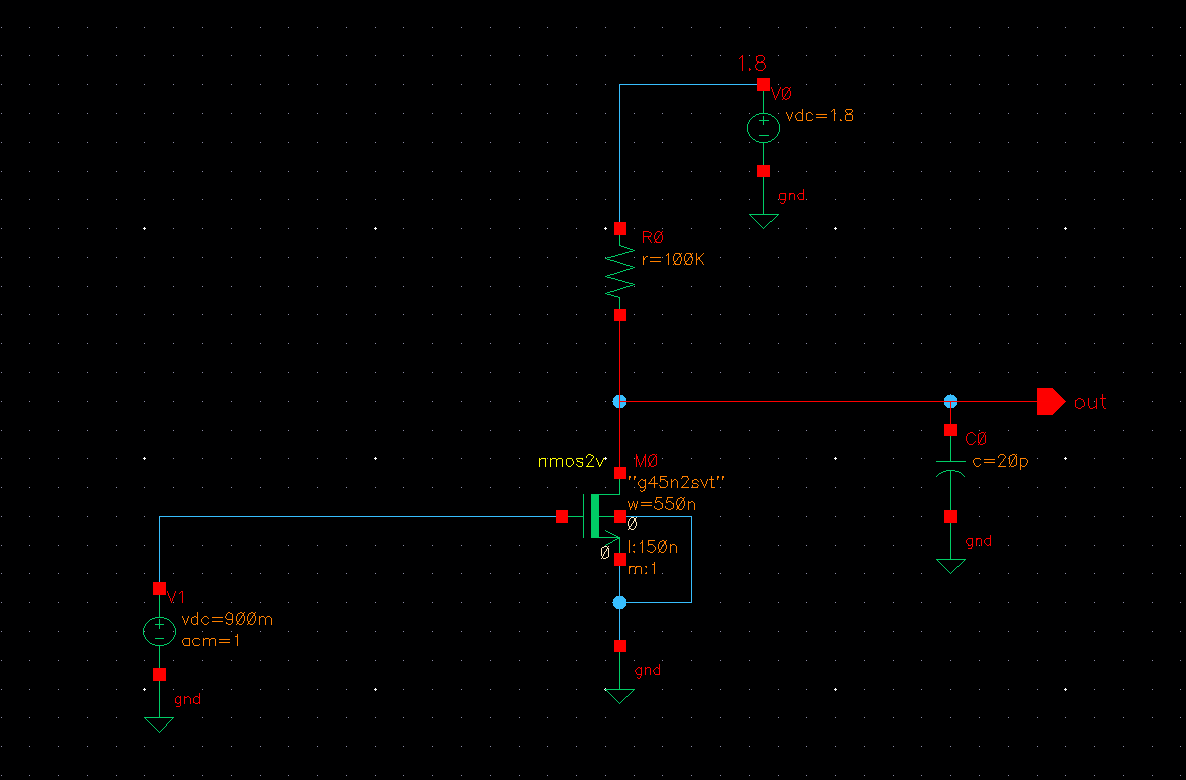 1.8
V0
vdc=1.8
gnd
R0
r=100K
out
C0
c=20p
gnd
nmos2v
M0
"g45n2svt"
w=550n
0
0
l:150n
m:1
gnd
V1
vdc=900m
acm=1
gnd